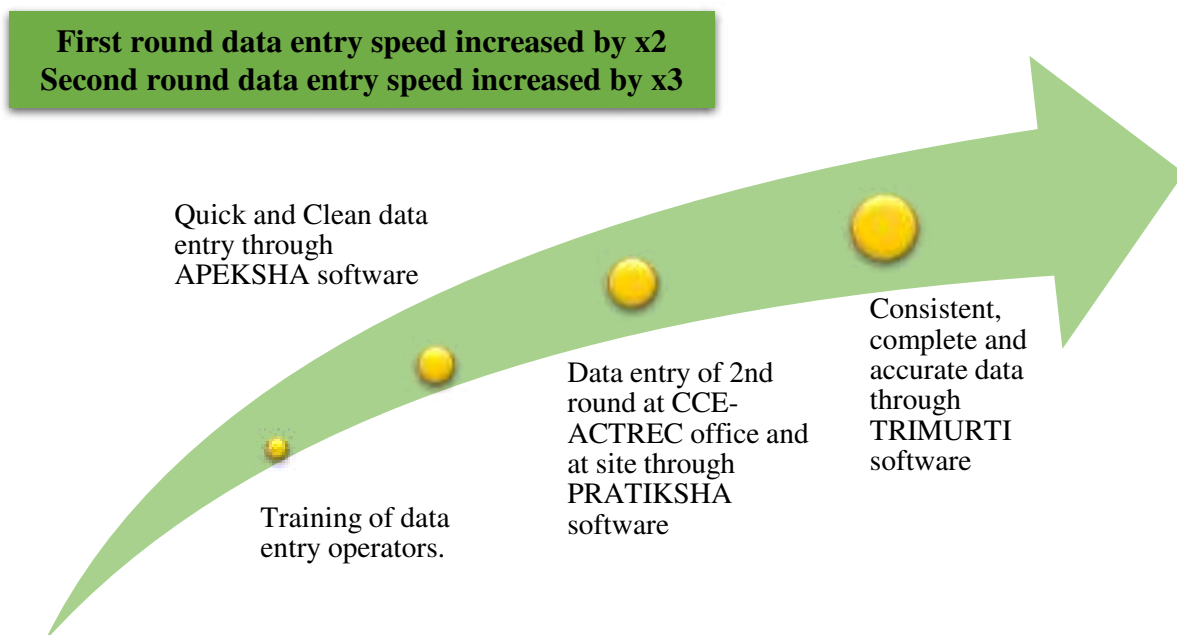 First round data entry speed increased by x2
Second round data entry speed increased by x3
Quick and Clean data
entry through
APEKSHA software
Training of data
entry operators.
Data entry of 2nd
round at CCE-
ACTREC office and
at site through
PRATIKSHA
software
Consistent,
complete and
accurate data
through
TRIMURTI
software